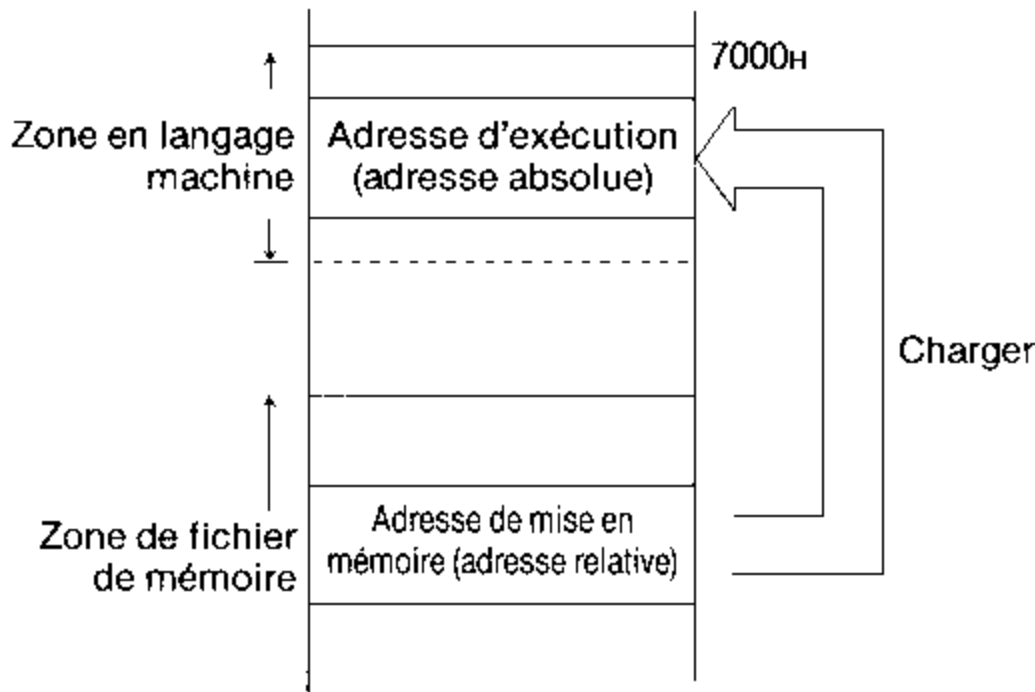 7000H
Zone en langage
machine
Adresse d'exécution
(adresse absolue)
Charger
Zone de fichier
de mémoire
Adresse de mise en
mémoire (adresse relative)